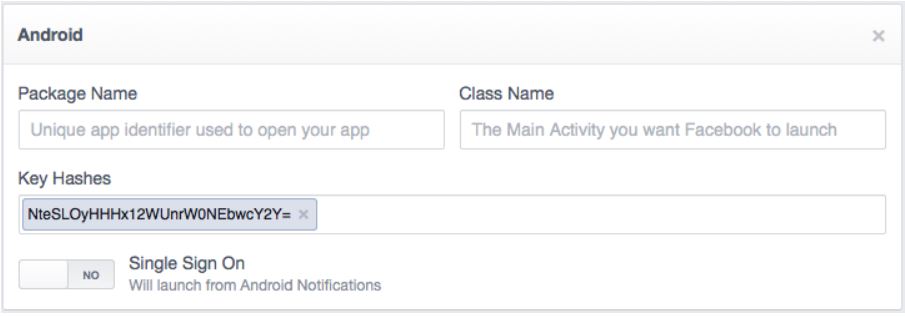 Android
Package Name
Class Name
Unique app identifier used to open your app
The Main Activity you want Facebook to launch
Key Hashes
NteSLOyHHHx12WUnrW0NEbwcY2Y= ×
NO
Single Sign On
Will launch from Android Notifications